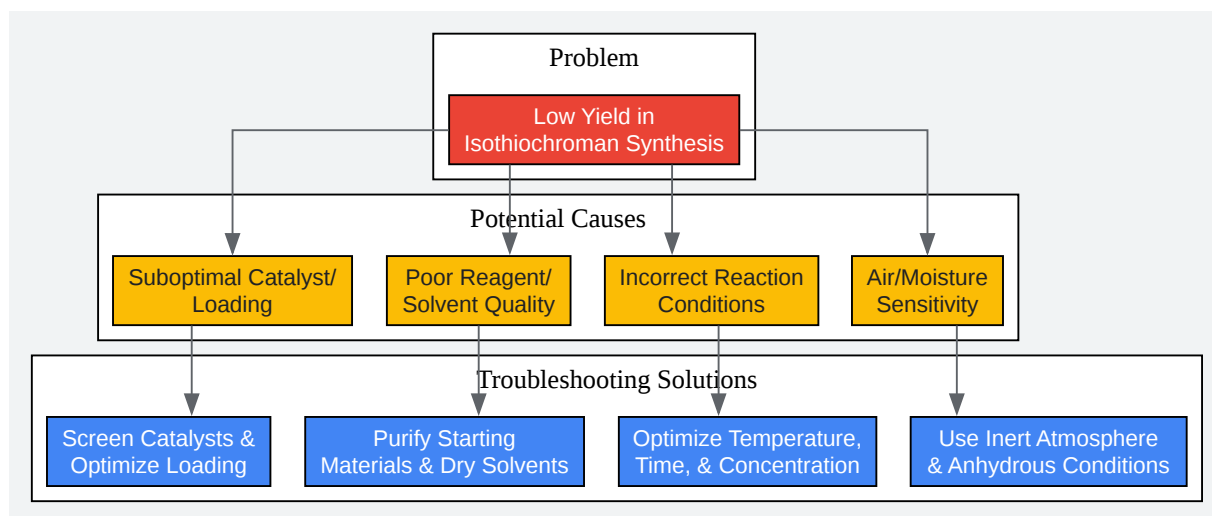 Problem
Low Yield in
Isothiochroman Synthesis
Potential Causes
Suboptimal Catalyst/
Loading
Poor Reagent/
Solvent Quality
Incorrect Reaction
Conditions
Air/Moisture
Sensitivity
Troubleshooting Solutions
Screen Catalysts &
Optimize Loading
Purify Starting
Materials & Dry Solvents
Optimize Temperature,
Time, & Concentration
Use Inert Atmosphere
& Anhydrous Conditions